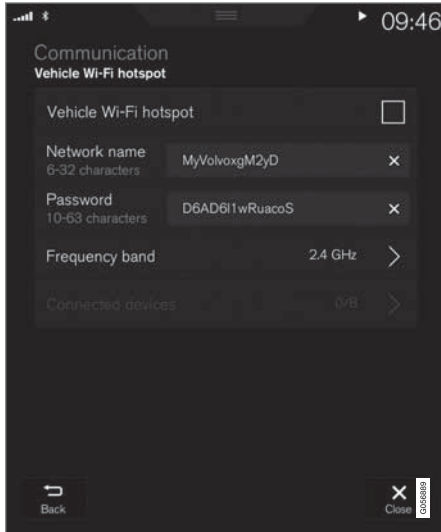 09:46
Communication
Vehicle Wi-Fi hotspot
Vehicle Wi-Fi hotspot
Network name
6-32 characters
MyVolvoxgM2yD
Password
10-63 characters
D6AD6I1wRuacoS
Frequency band 2.4 GHz
Connected devices 0/8
Back
Close
G056889